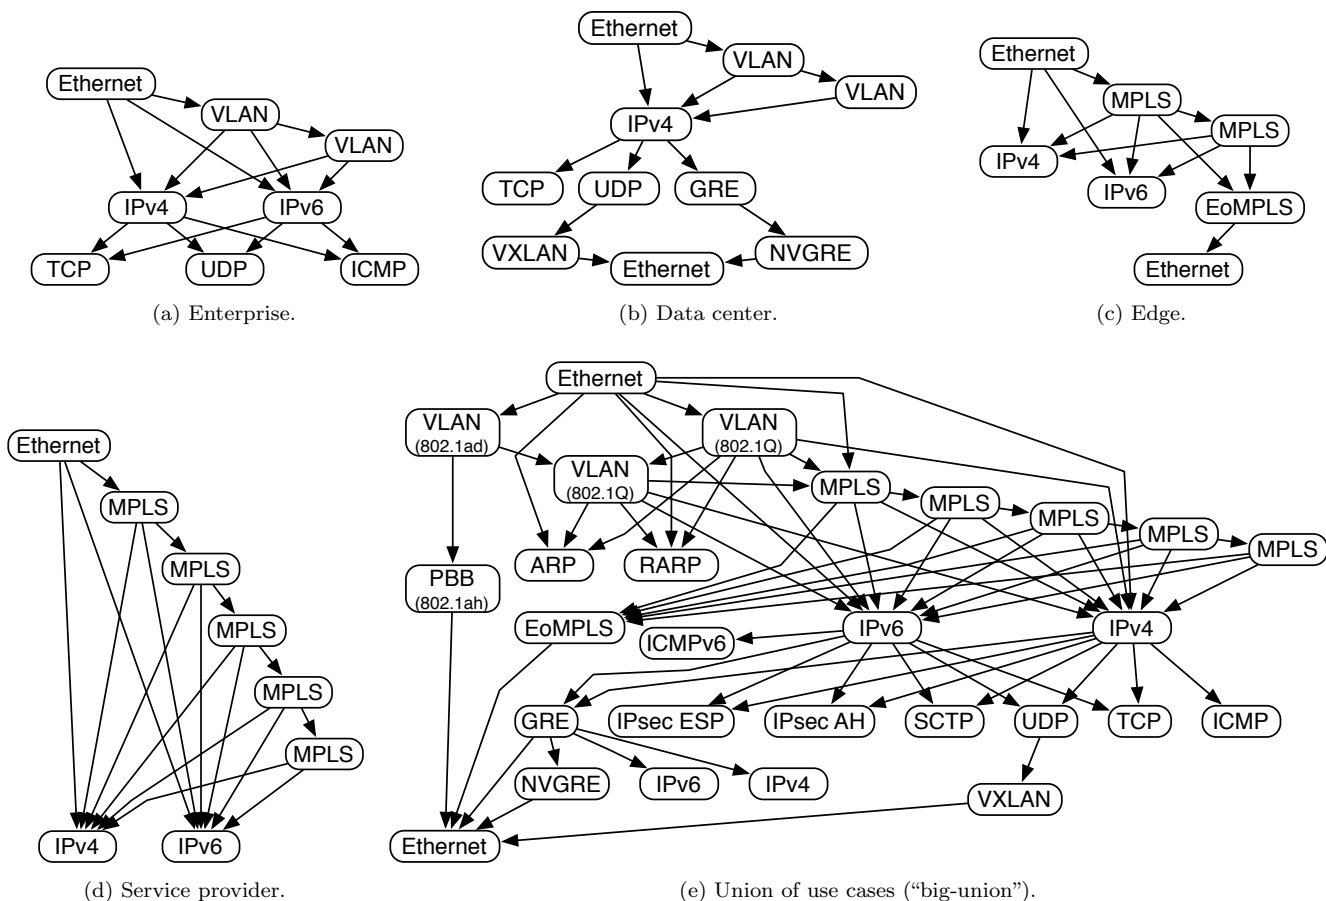 Ethernet
VLAN
VLAN
IPv4
IPv6
TCP
UDP
ICMP
(a) Enterprise.
Ethernet
VLAN
VLAN
IPv4
TCP
UDP
GRE
VXLAN
NVGRE
Ethernet
(b) Data center.
Ethernet
MPLS
MPLS
IPv4
IPv6
EoMPLS
Ethernet
(c) Edge.
Ethernet
MPLS
MPLS
MPLS
MPLS
MPLS
IPv4
IPv6
(d) Service provider.
Ethernet
VLAN
(802.1ad)
VLAN
(802.1Q)
VLAN
(802.1Q)
MPLS
MPLS
MPLS
MPLS
MPLS
ARP
RARP
PBB
(802.1ah)
EoMPLS
ICMPv6
IPv6
IPv4
GRE
IPsec ESP
IPsec AH
SCTP
UDP
TCP
ICMP
NVGRE
IPv6
IPv4
VXLAN
Ethernet
(e) Union of use cases (“big-union”).